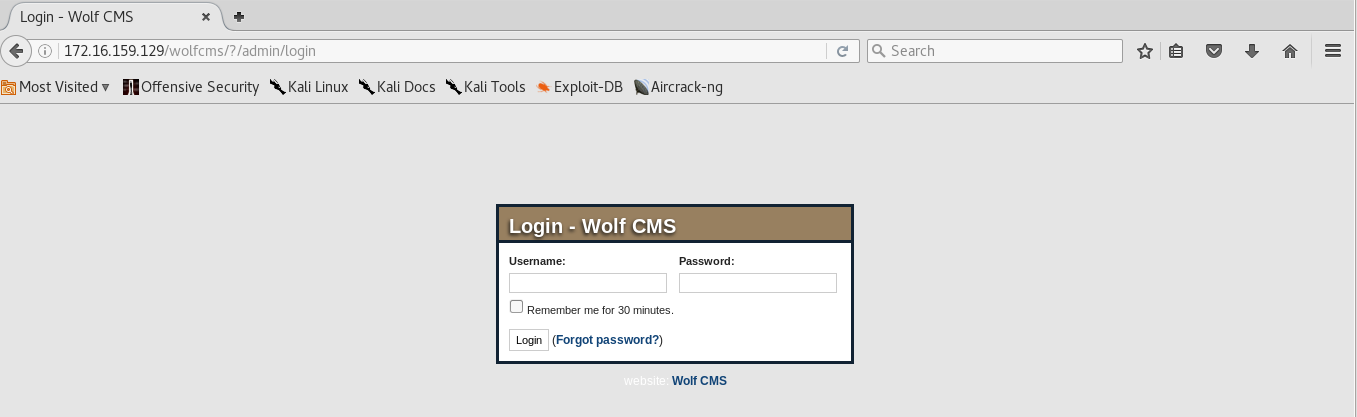 Login - Wolf CMS
172.16.159.129/wolfcms/?/admin/login
Search
Most Visited Offensive Security Kali Linux Kali Docs Kali Tools Exploit-DB Aircrack-ng
Login - Wolf CMS
Username: Password:
Remember me for 30 minutes.
Login (Forgot password?)
website: Wolf CMS